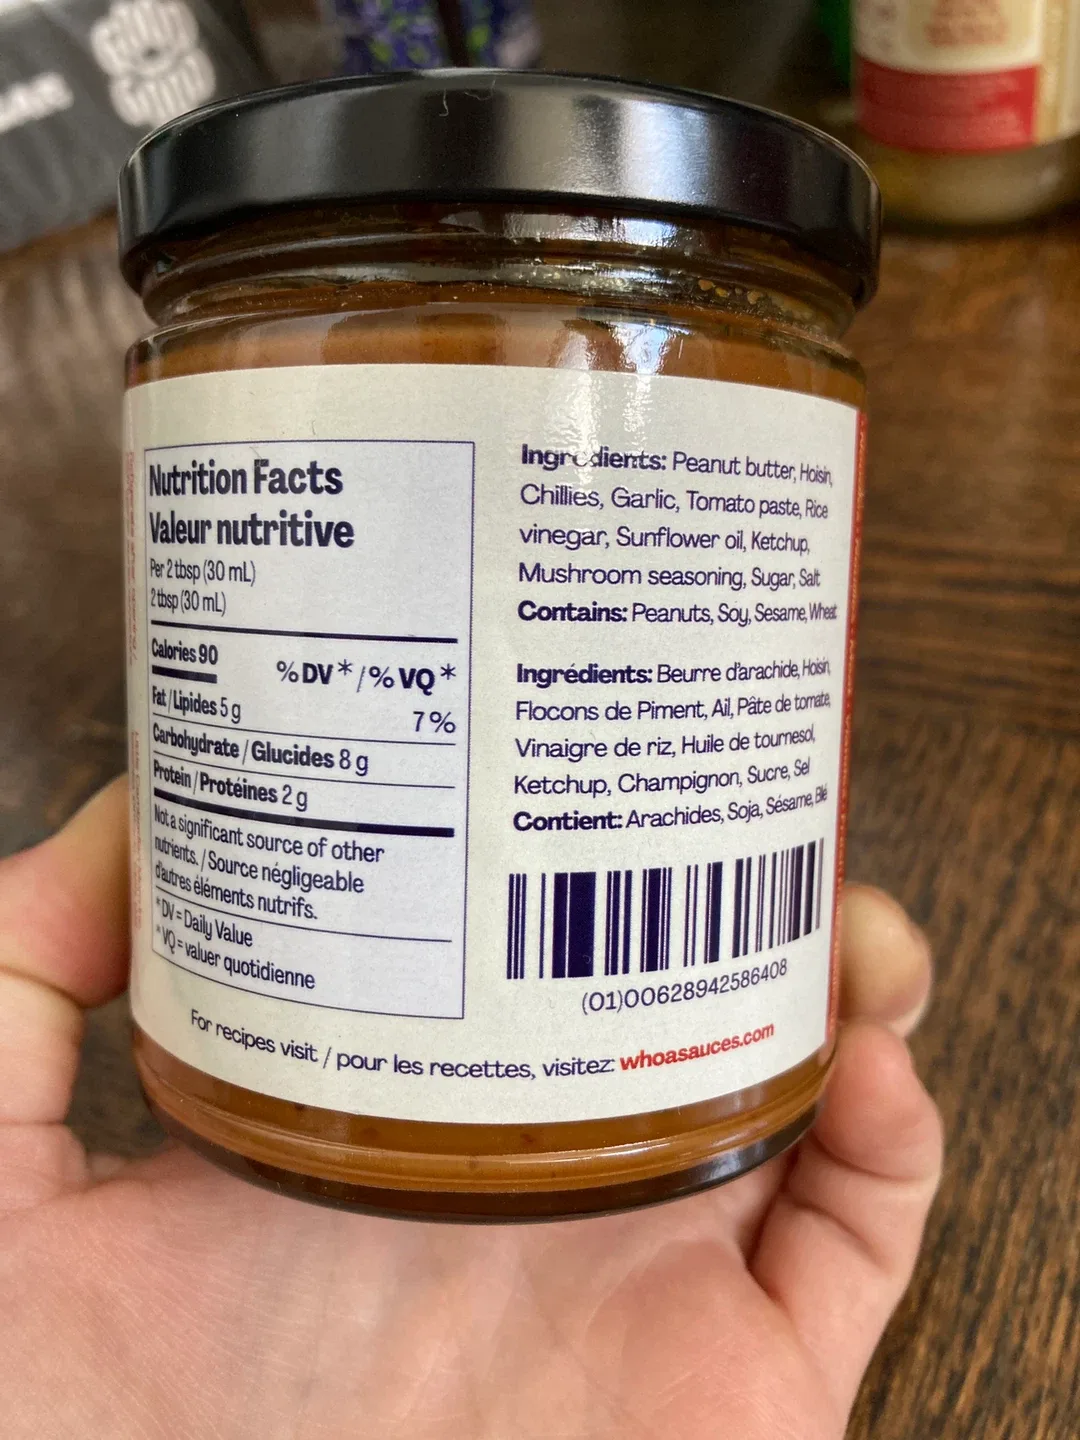 Nutrition Facts
Valeur nutritive
Per 2 tbsp (30 mL)
2 tbsp (30 mL)
Calories 90
% DV* / % VQ*
Fat / Lipides 5 g 7%
Carbohydrate / Glucides 8 g
Protein / Protéines 2 g
Not a significant source of other
nutrients. / Source négligeable
d'autres éléments nutrifs.
* DV = Daily Value
* VQ = valuer quotidienne
Ingredients: Peanut butter, Hoisin,
Chillies, Garlic, Tomato paste, Rice
vinegar, Sunflower oil, Ketchup,
Mushroom seasoning, Sugar, Salt
Contains: Peanuts, Soy, Sesame, Wheat
Ingrédients: Beurre d'arachide, Hoisin,
Flocons de Piment, Ail, Pâte de tomate,
Vinaigre de riz, Huile de tournesol,
Ketchup, Champignon, Sucre, Sel
Contient: Arachides, Soja, Sésame, Blé
(01)00628942586408
For recipes visit / pour les recettes, visitez: whoasauces.com